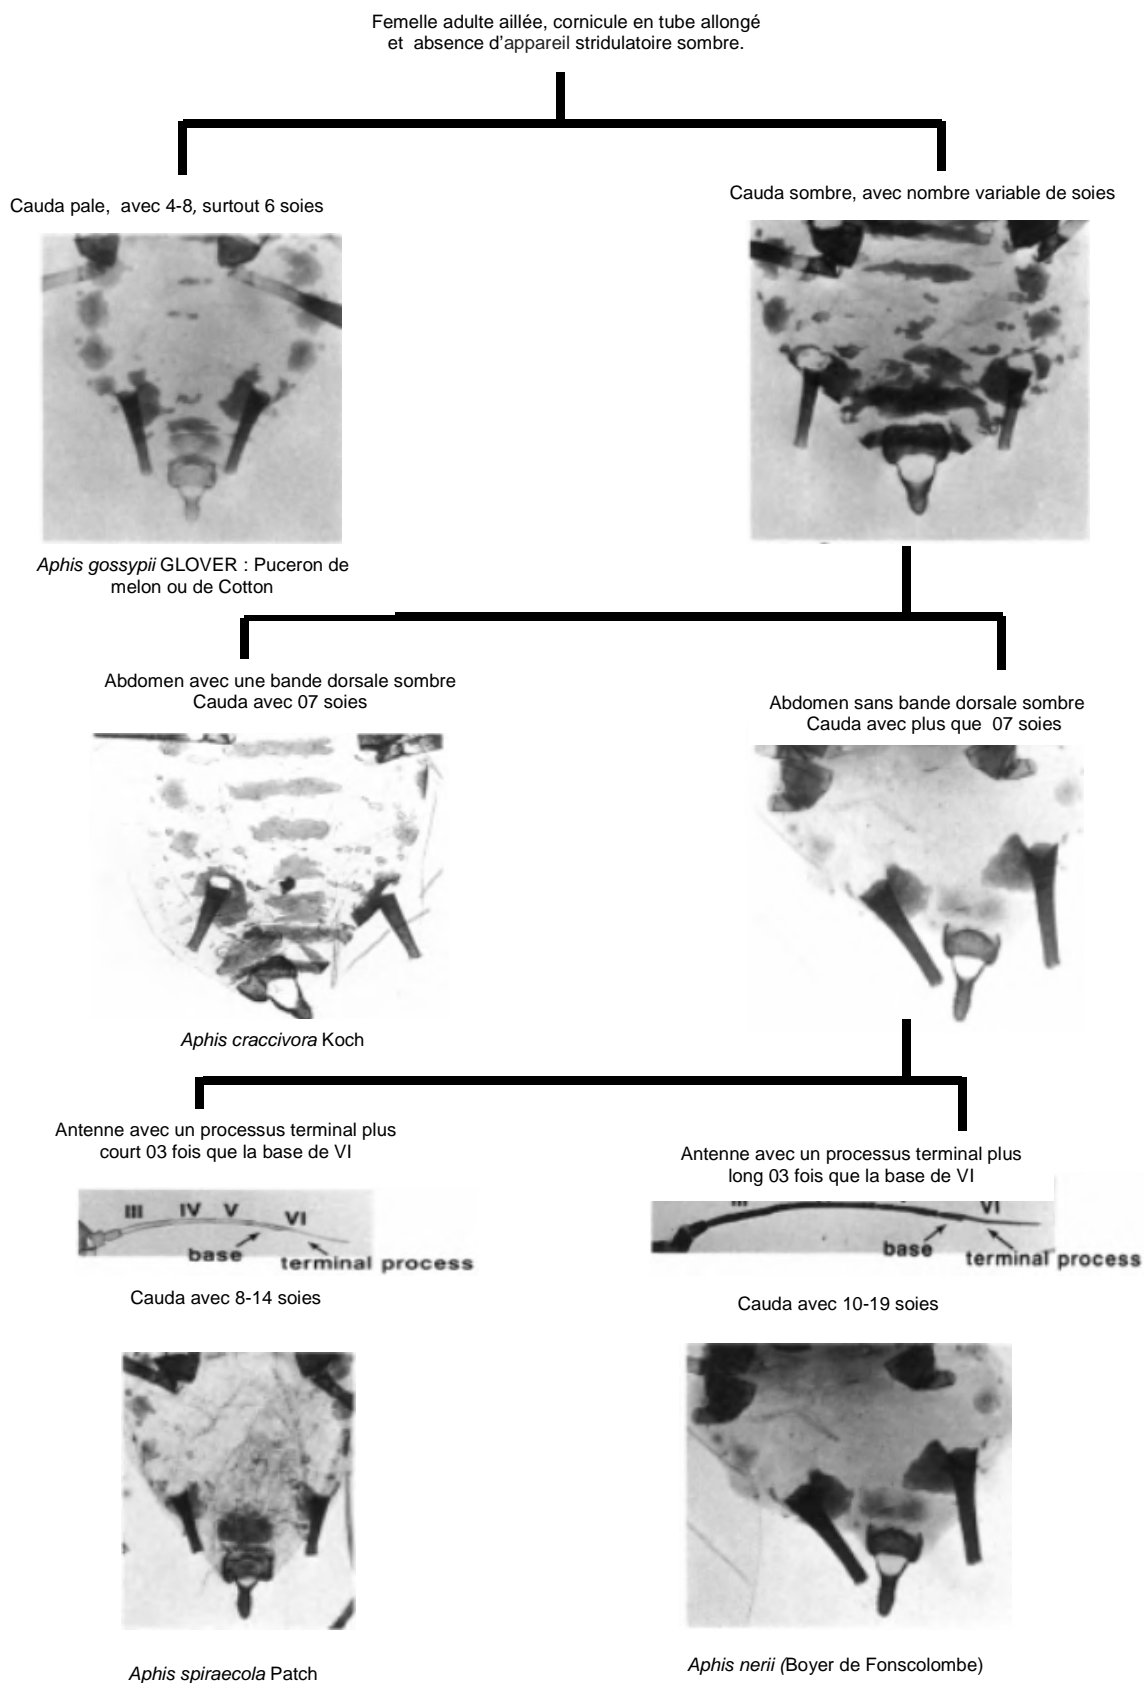 Femelle adulte aillée, cornicule en tube allongé
et absence d'appareil stridulatoire sombre.
Cauda pale, avec 4-8, surtout 6 soies
Cauda sombre, avec nombre variable de soies
Aphis gossypii GLOVER : Puceron de
melon ou de Cotton
Abdomen avec une bande dorsale sombre
Cauda avec 07 soies
Abdomen sans bande dorsale sombre
Cauda avec plus que 07 soies
Aphis craccivora Koch
Antenne avec un processus terminal plus
court 03 fois que la base de VI
Antenne avec un processus terminal plus
long 03 fois que la base de VI
III IV V VI
base
terminal process
III VI
base
terminal process
Cauda avec 8-14 soies
Cauda avec 10-19 soies
Aphis spiraecola Patch
Aphis nerii (Boyer de Fonscolombe)